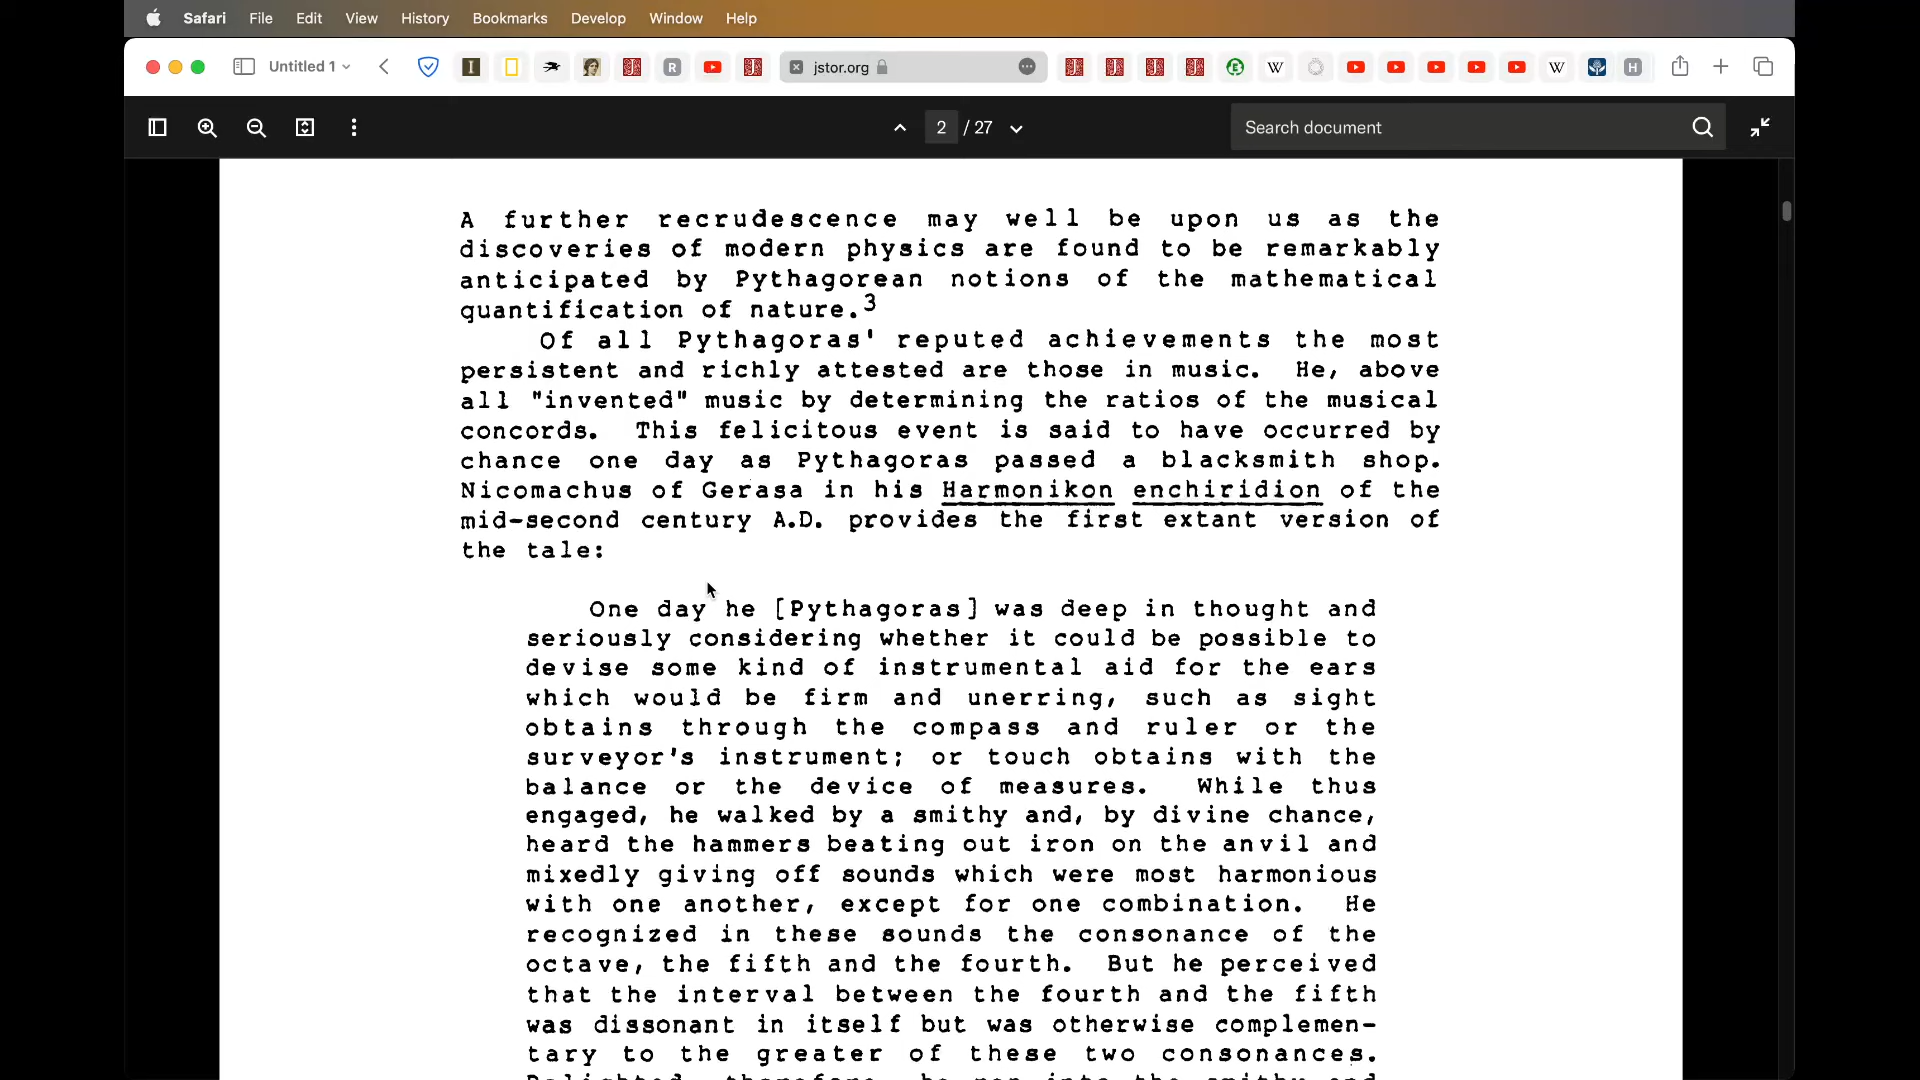 Safari File Edit View History Bookmarks Develop Window Help
Untitled 1 jstor.org
2 / 27 Search document
A further recrudescence may well be upon us as the
discoveries of modern physics are found to be remarkably
anticipated by Pythagorean notions of the mathematical
quantification of nature.3
Of all Pythagoras' reputed achievements the most
persistent and richly attested are those in music. He, above
all "invented" music by determining the ratios of the musical
concords. This felicitous event is said to have occurred by
chance one day as Pythagoras passed a blacksmith shop.
Nicomachus of Gerasa in his Harmonikon enchiridion of the
mid-second century A.D. provides the first extant version of
the tale:
One day he [Pythagoras] was deep in thought and
seriously considering whether it could be possible to
devise some kind of instrumental aid for the ears
which would be firm and unerring, such as sight
obtains through the compass and ruler or the
surveyor's instrument; or touch obtains with the
balance or the device of measures. While thus
engaged, he walked by a smithy and, by divine chance,
heard the hammers beating out iron on the anvil and
mixedly giving off sounds which were most harmonious
with one another, except for one combination. He
recognized in these sounds the consonance of the
octave, the fifth and the fourth. But he perceived
that the interval between the fourth and the fifth
was dissonant in itself but was otherwise complemen-
tary to the greater of these two consonances.
Delighted, therefore, he ran into the smithy and